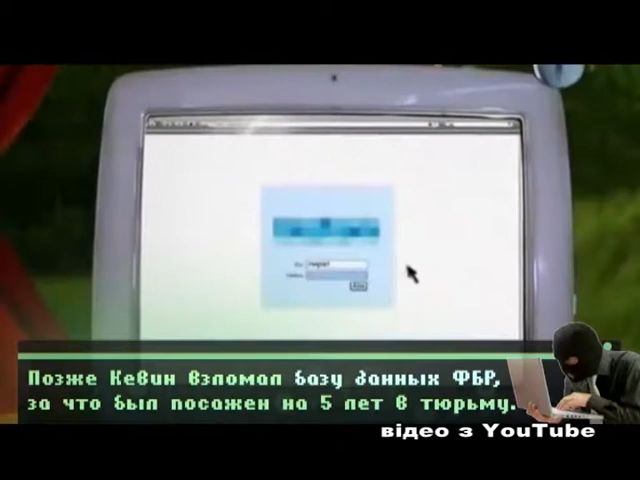 Позже Кевин взломал базу данных ФБР,
за что был посажен на 5 лет в тюрьму.
відео з YouTube